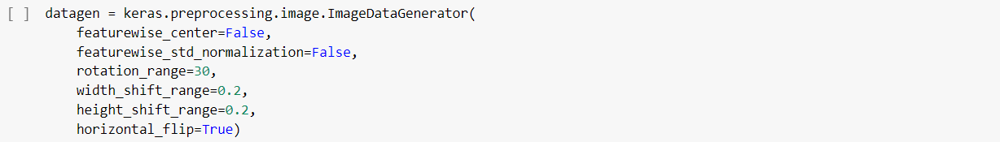 [ ] datagen = keras.preprocessing.image.ImageDataGenerator(
featurewise_center=False,
featurewise_std_normalization=False,
rotation_range=30,
width_shift_range=0.2,
height_shift_range=0.2,
horizontal_flip=True)